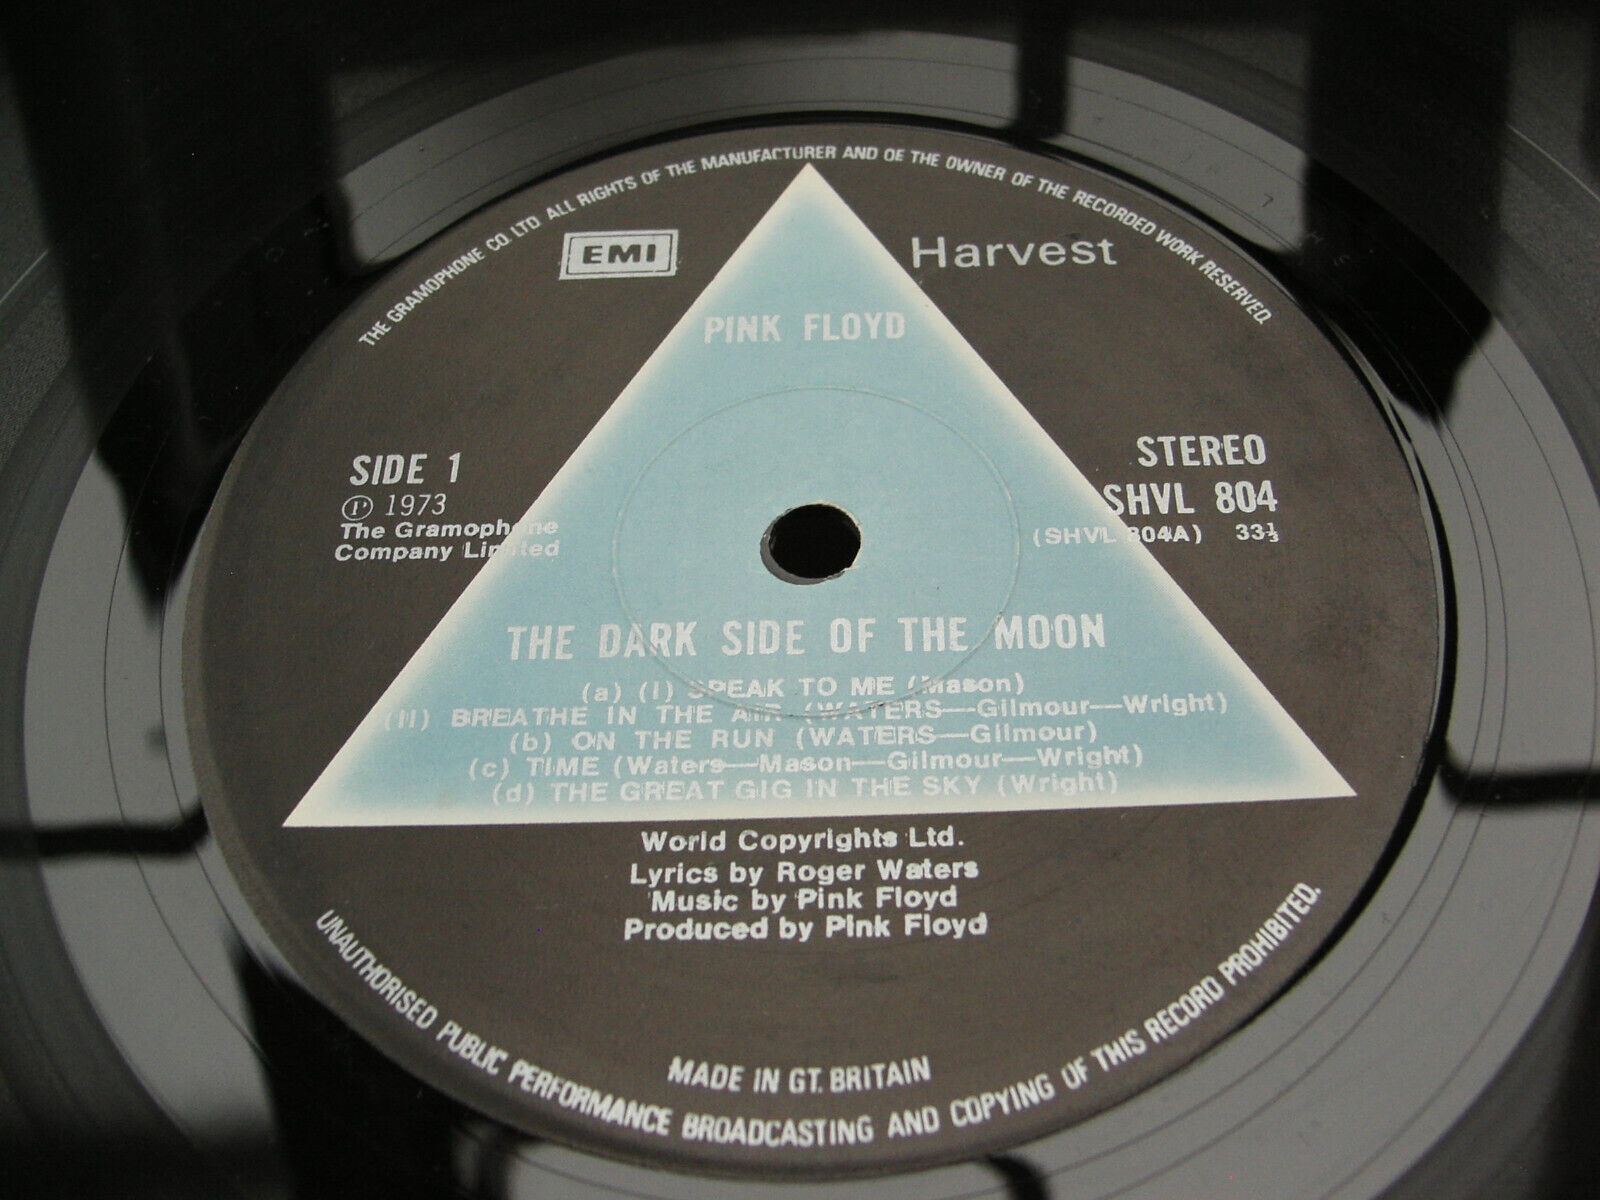 THE GRAMOPHONE CO. LTD. ALL RIGHTS OF THE MANUFACTURER AND OE THE OWNER OF THE RECORDED WORK RESERVED.
EMI
Harvest
PINK FLOYD
SIDE 1
℗ 1973
The Gramophone
Company Limited
STEREO
SHVL 804
(SHVL 804A) 33⅓
THE DARK SIDE OF THE MOON
(a) (I) SPEAK TO ME (Mason)
(II) BREATHE IN THE AIR (WATERS—Gilmour—Wright)
(b) ON THE RUN (WATERS—Gilmour)
(c) TIME (Waters—Mason—Gilmour—Wright)
(d) THE GREAT GIG IN THE SKY (Wright)
World Copyrights Ltd.
Lyrics by Roger Waters
Music by Pink Floyd
Produced by Pink Floyd
MADE IN GT. BRITAIN
UNAUTHORISED PUBLIC PERFORMANCE BROADCASTING AND COPYING OF THIS RECORD PROHIBITED.